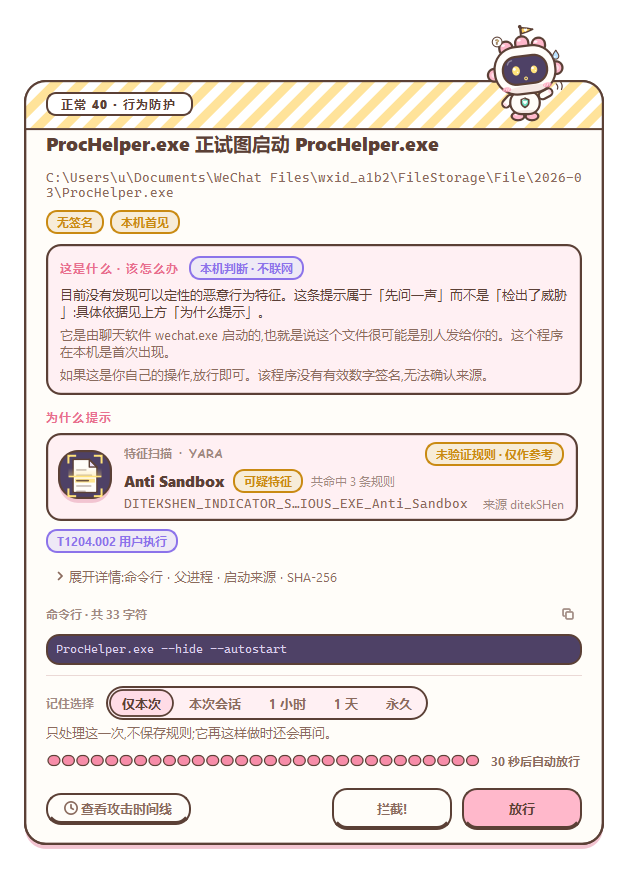 正常 40 · 行为防护
ProcHelper.exe 正试图启动 ProcHelper.exe
C:\Users\u\Documents\WeChat Files\wxid_a1b2\FileStorage\File\2026-0
3\ProcHelper.exe
无签名 本机首见
这是什么 · 该怎么办 本机判断 · 不联网
目前没有发现可以定性的恶意行为特征。这条提示属于「先问一声」而不是「检出了威胁
」:具体依据见上方「为什么提示」。
它是由聊天软件 wechat.exe 启动的,也就是说这个文件很可能是别人发给你的。这个程序
在本机是首次出现。
如果这是你自己的操作,放行即可。该程序没有有效数字签名,无法确认来源。
为什么提示
特征扫描 · YARA 未验证规则 · 仅作参考
Anti Sandbox 可疑特征 共命中 3 条规则
DITEKSHEN_INDICATOR_S…IOUS_EXE_Anti_Sandbox 来源 ditekSHen
T1204.002 用户执行
展开详情:命令行 · 父进程 · 启动来源 · SHA-256
命令行 · 共 33 字符
ProcHelper.exe --hide --autostart
记住选择 仅本次 本次会话 1 小时 1 天 永久
只处理这一次,不保存规则;它再这样做时还会再问。
30 秒后自动放行
查看攻击时间线 拦截! 放行